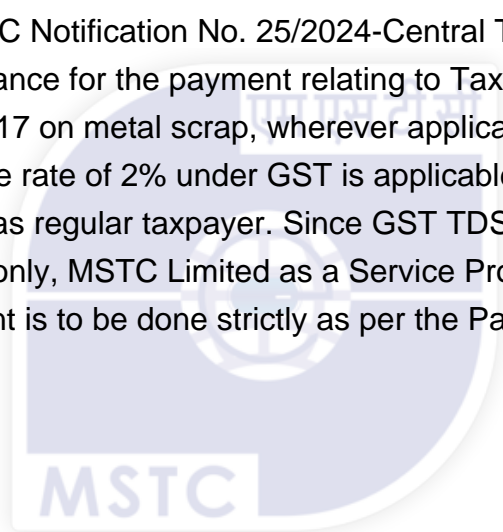 C Notification No. 25/2024-Central T
ance for the payment relating to Tax
17 on metal scrap, wherever applica
e rate of 2% under GST is applicable
as regular taxpayer. Since GST TDS
only, MSTC Limited as a Service Pro
nt is to be done strictly as per the Pa
एम एस टी सी
MSTC